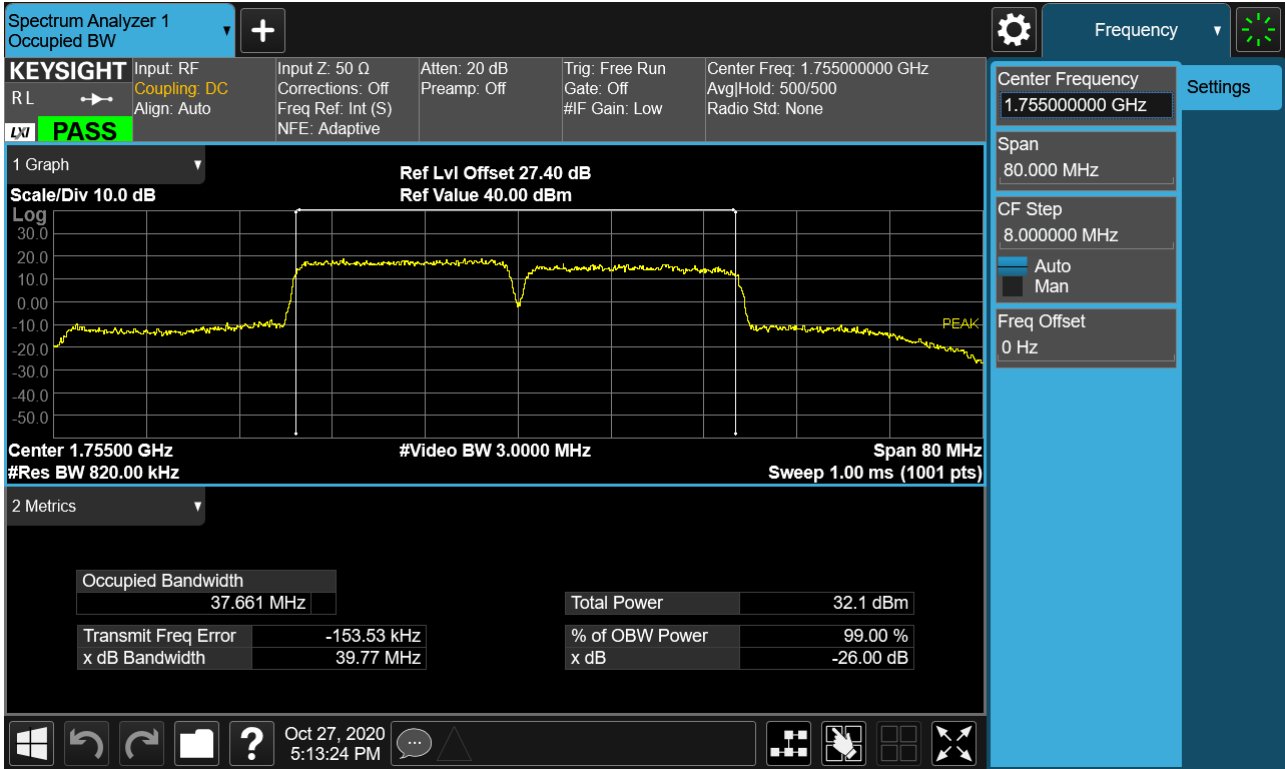 Spectrum Analyzer 1
Occupied BW
Frequency
KEYSIGHT
R L
LXI PASS
Input: RF
Coupling: DC
Align: Auto
Input Z: 50 Ω
Corrections: Off
Freq Ref: Int (S)
NFE: Adaptive
Atten: 20 dB
Preamp: Off
Trig: Free Run
Gate: Off
#IF Gain: Low
Center Freq: 1.755000000 GHz
Avg|Hold: 500/500
Radio Std: None
Center Frequency
1.755000000 GHz
Settings
Span
80.000 MHz
CF Step
8.000000 MHz
Auto
Man
Freq Offset
0 Hz
1 Graph
Ref Lvl Offset 27.40 dB
Scale/Div 10.0 dB
Ref Value 40.00 dBm
Log
30.0
20.0
10.0
0.00
-10.0
-20.0
-30.0
-40.0
-50.0
PEAK
Center 1.75500 GHz
#Video BW 3.0000 MHz
Span 80 MHz
#Res BW 820.00 kHz
Sweep 1.00 ms (1001 pts)
2 Metrics
Occupied Bandwidth
37.661 MHz
Total Power 32.1 dBm
Transmit Freq Error -153.53 kHz
% of OBW Power 99.00 %
x dB Bandwidth 39.77 MHz
x dB -26.00 dB
?
Oct 27, 2020
5:13:24 PM